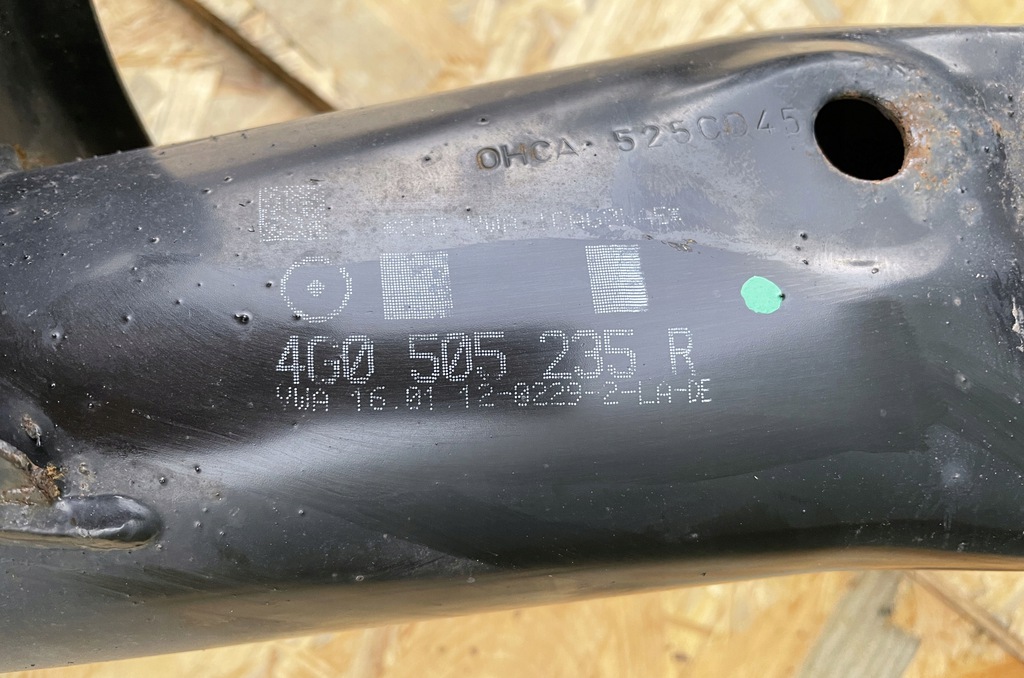 OHCA 525CD45
4G0 505 235 R
VWA 16.01.12-0229-2-LA-DE